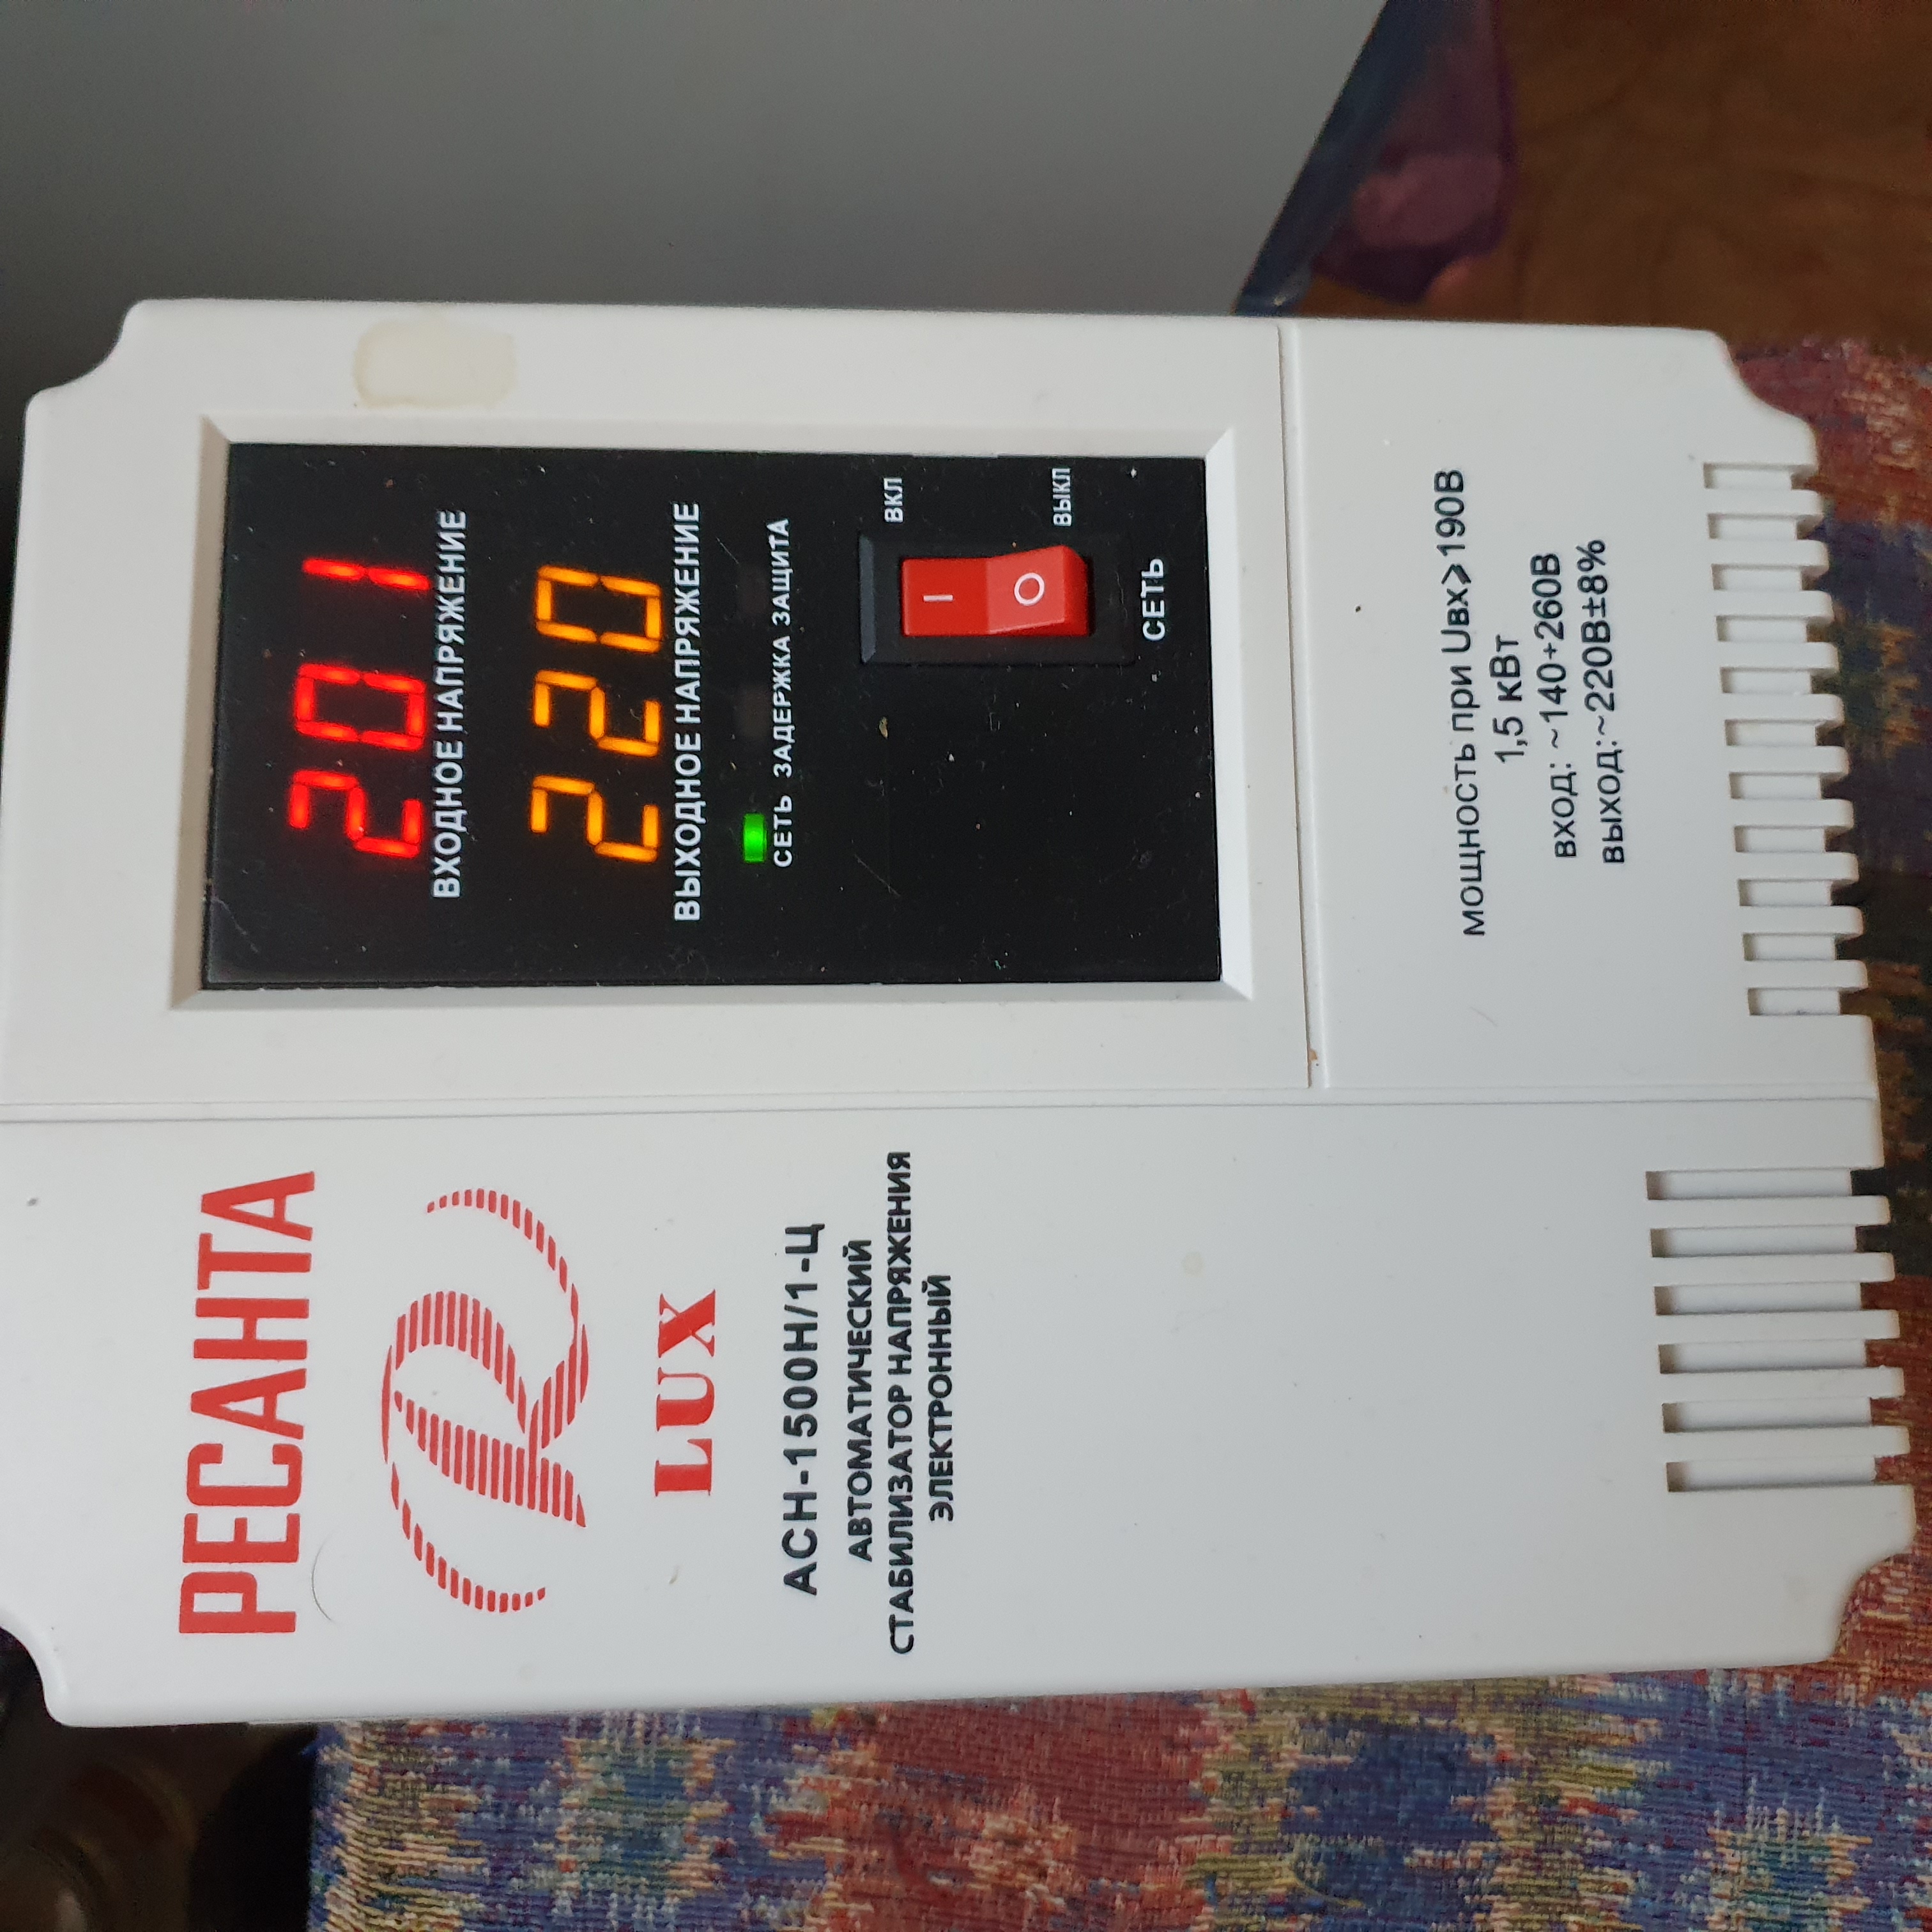 РЕСАНТА
R
LUX
АСН-1500Н/1-Ц
АВТОМАТИЧЕСКИЙ
СТАБИЛИЗАТОР НАПРЯЖЕНИЯ
ЭЛЕКТРОННЫЙ
201
ВХОДНОЕ НАПРЯЖЕНИЕ
220
ВЫХОДНОЕ НАПРЯЖЕНИЕ
СЕТЬ ЗАДЕРЖКА ЗАЩИТА
ВКЛ
I
O
ВЫКЛ
СЕТЬ
МОЩНОСТЬ ПРИ Uвх⩾190В
1,5 кВт
ВХОД: ~140÷260В
ВЫХОД:~220В±8%